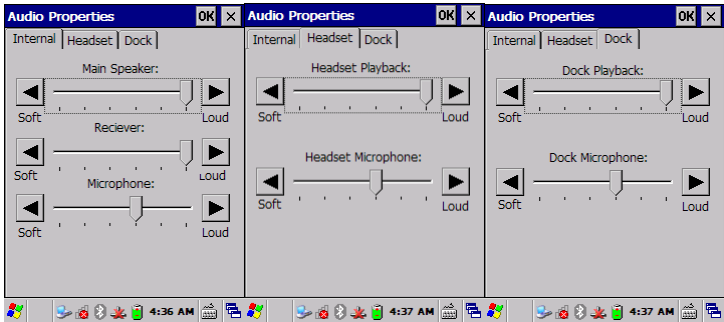 Audio Properties OK ×
Internal Headset Dock
Main Speaker:
Soft Loud
Reciever:
Soft Loud
Microphone:
Soft Loud
4:36 AM
Audio Properties OK ×
Internal Headset Dock
Headset Playback:
Soft Loud
Headset Microphone:
Soft Loud
4:37 AM
Audio Properties OK ×
Internal Headset Dock
Dock Playback:
Soft Loud
Dock Microphone:
Soft Loud
4:37 AM